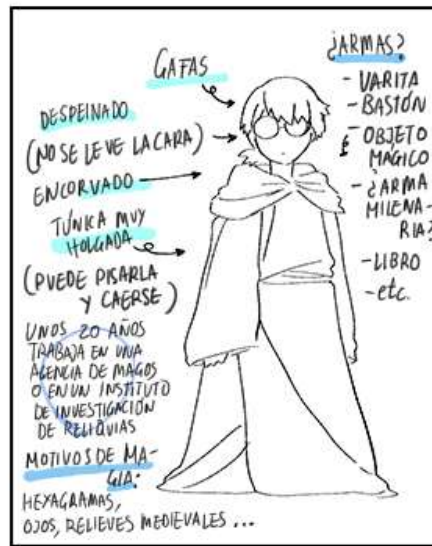 GAFAS
DESPEINADO
(NO SE LE VE LA CARA)
ENCORVADO
TÚNICA MUY
HOLGADA
(PUEDE PISARLA
Y CAERSE)
UNOS 20 AÑOS
TRABAJA EN UNA
AGENCIA DE MAGOS
O EN UN INSTITUTO
DE INVESTIGACIÓN
DE RELIQUIAS
MOTIVOS DE MA-
GIA:
HEXAGRAMAS,
OJOS, RELIEVES MEDIEVALES...
¿ARMAS?
- VARITA
- BASTÓN
- OBJETO
MÁGICO
- ¿ARMA
MILENA-
RIA?
- LIBRO
- etc.